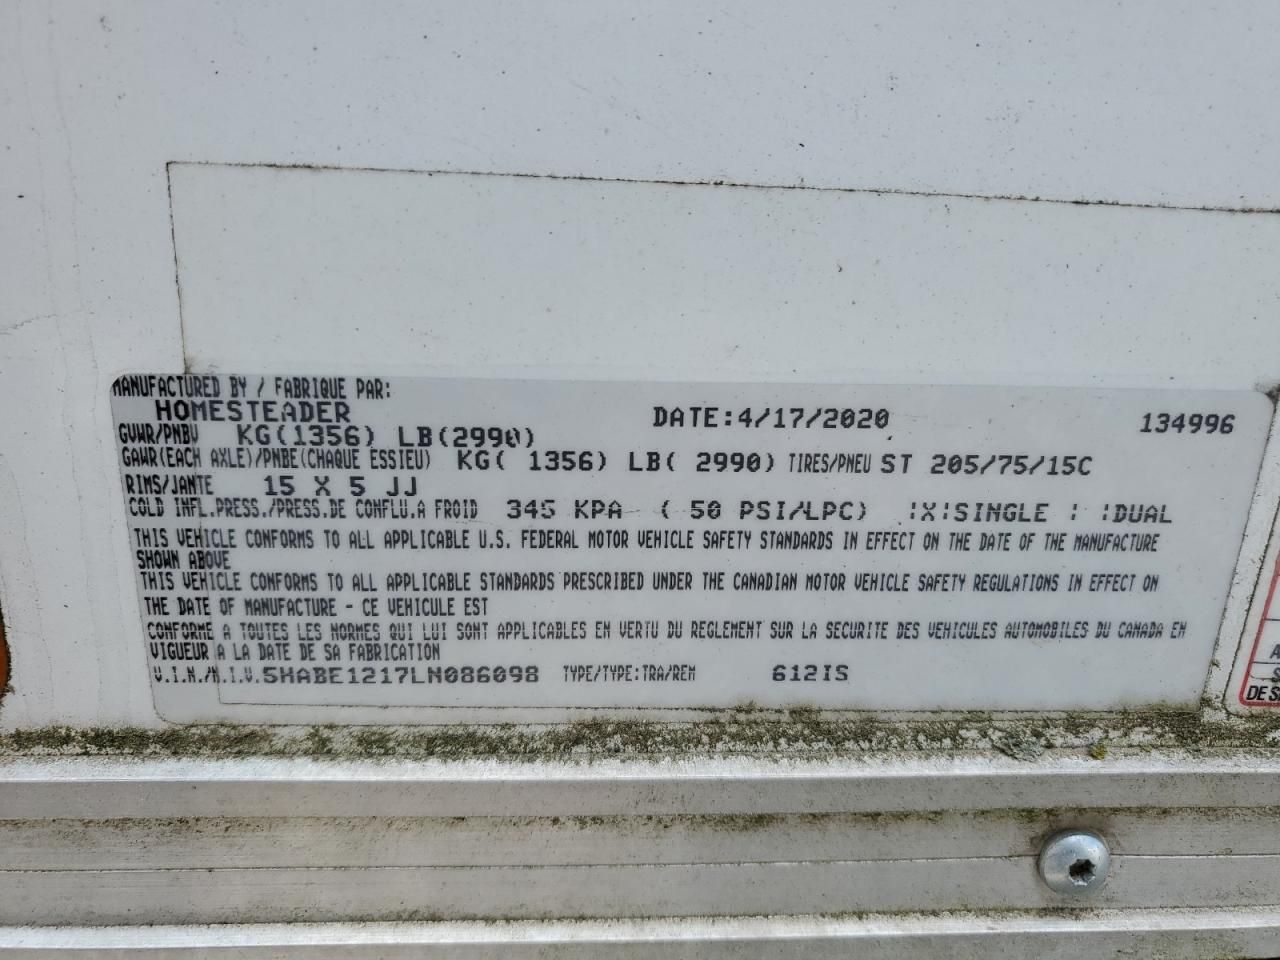 MANUFACTURED BY / FABRIQUE PAR:
HOMESTEADER DATE:4/17/2020 134996
GVWR/PNBV KG(1356) LB(2990)
GAWR(EACH AXLE)/PNBE(CHAQUE ESSIEU) KG( 1356) LB( 2990) TIRES/PNEU ST 205/75/15C
RIMS/JANTE 15 X 5 JJ
COLD INFL.PRESS./PRESS.DE CONFLU.A FROID 345 KPA ( 50 PSI/LPC) :X:SINGLE : :DUAL
THIS VEHICLE CONFORMS TO ALL APPLICABLE U.S. FEDERAL MOTOR VEHICLE SAFETY STANDARDS IN EFFECT ON THE DATE OF THE MANUFACTURE
SHOWN ABOVE
THIS VEHICLE CONFORMS TO ALL APPLICABLE STANDARDS PRESCRIBED UNDER THE CANADIAN MOTOR VEHICLE SAFETY REGULATIONS IN EFFECT ON
THE DATE OF MANUFACTURE - CE VEHICULE EST
CONFORME A TOUTES LES NORMES QUI LUI SONT APPLICABLES EN VERTU DU REGLEMENT SUR LA SECURITE DES VEHICULES AUTOMOBILES DU CANADA EN
VIGUEUR A LA DATE DE SA FABRICATION
V.I.N./N.I.V.5HABE1217LN086098 TYPE/TYPE:TRA/REM 612IS